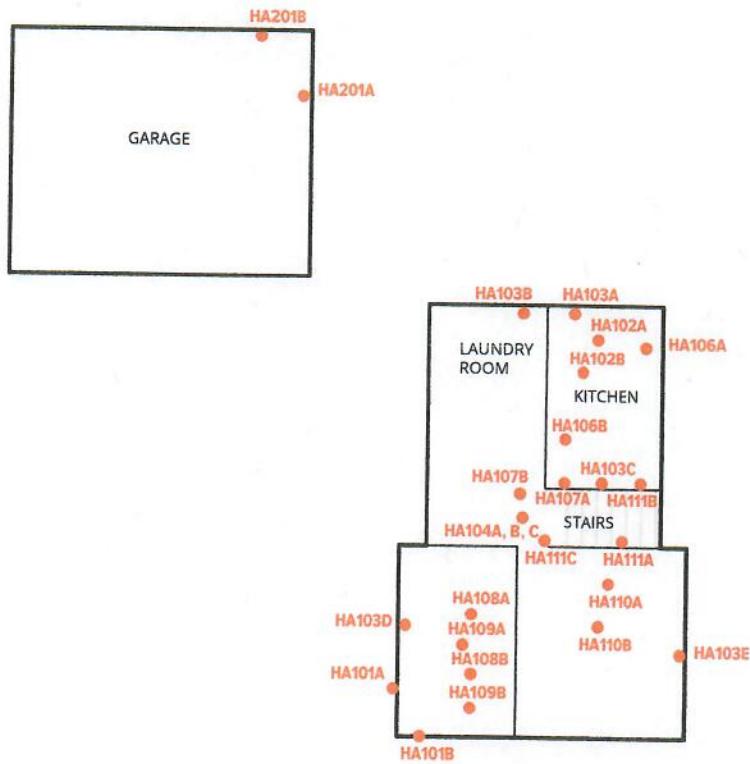 HA201B
HA201A
GARAGE
HA103B
HA103A
HA102A
LAUNDRY
ROOM
HA106A
HA102B
KITCHEN
HA106B
HA103C
HA107B
HA107A
HA111B
STAIRS
HA104A, B, C
HA111C
HA111A
HA108A
HA110A
HA103D
HA109A
HA110B
HA103E
HA108B
HA101A
HA109B
HA101B